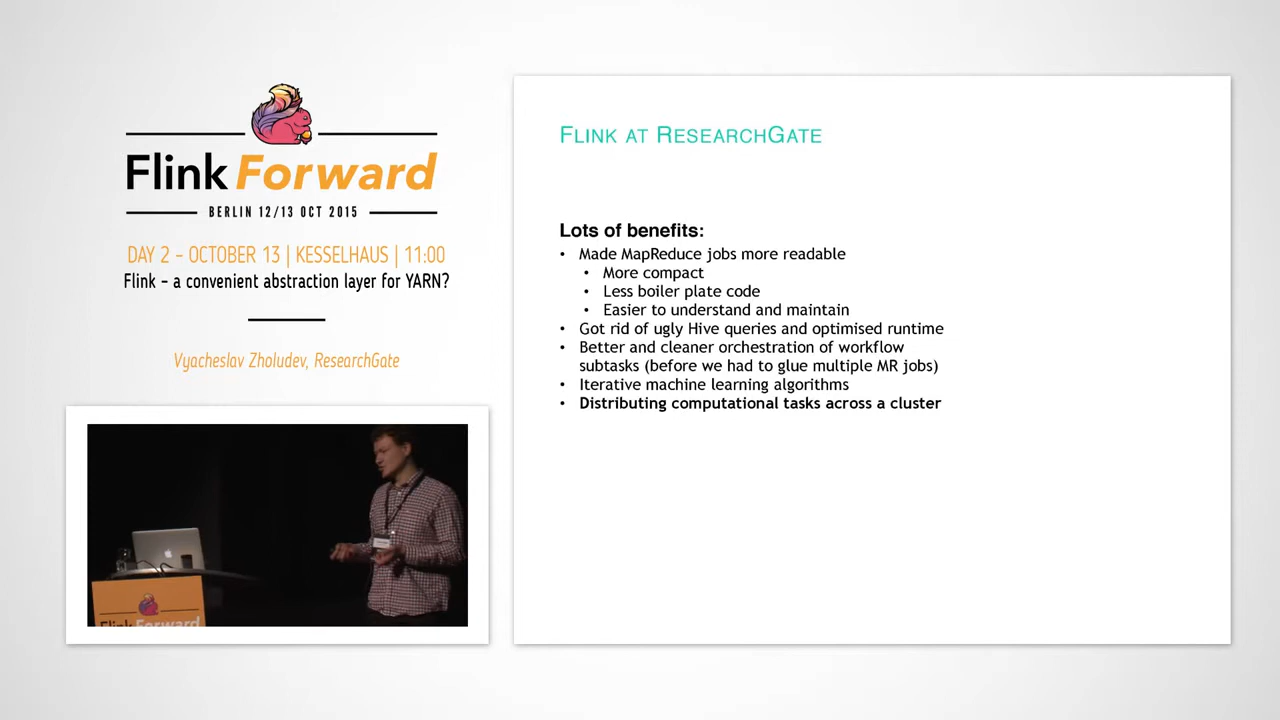 Flink Forward
BERLIN 12/13 OCT 2015
DAY 2 – OCTOBER 13 | KESSELHAUS | 11:00
Flink – a convenient abstraction layer for YARN?
Vyacheslav Zholudev, ResearchGate
Flink Forward
FLINK AT RESEARCHGATE
Lots of benefits:
• Made MapReduce jobs more readable
• More compact
• Less boiler plate code
• Easier to understand and maintain
• Got rid of ugly Hive queries and optimised runtime
• Better and cleaner orchestration of workflow
subtasks (before we had to glue multiple MR jobs)
• Iterative machine learning algorithms
• Distributing computational tasks across a cluster